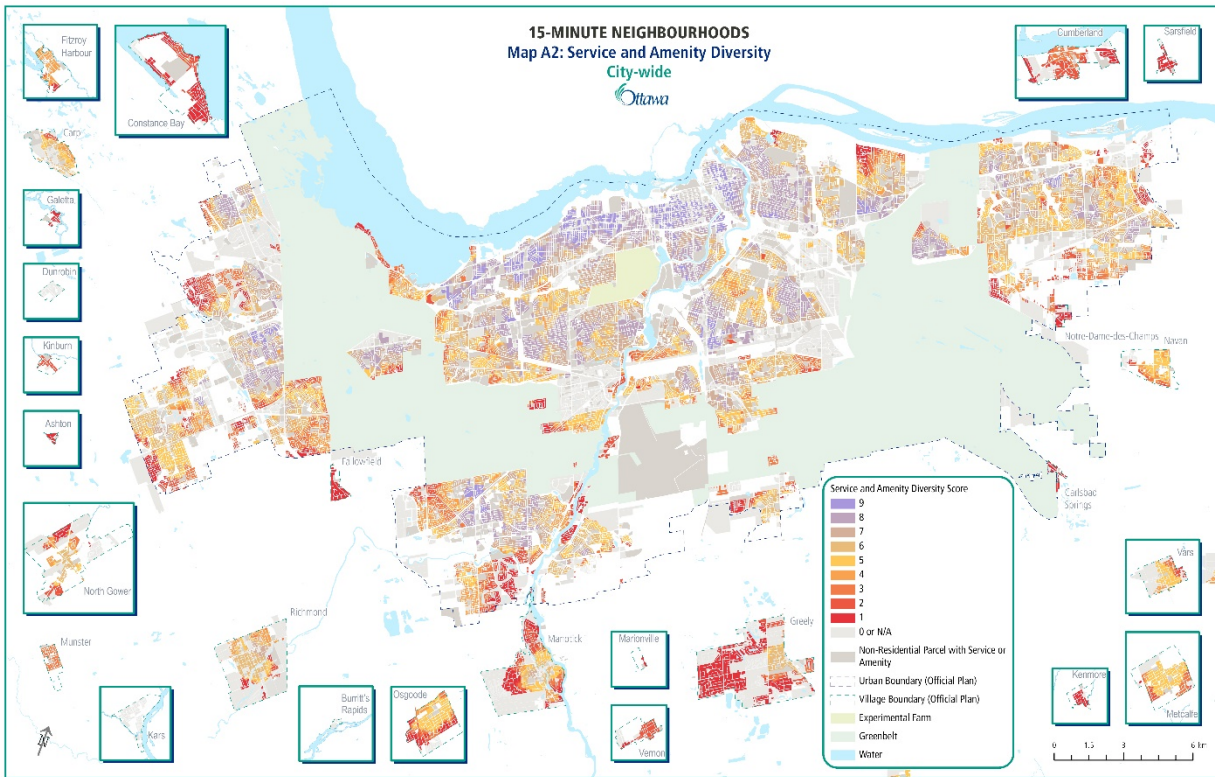 15-MINUTE NEIGHBOURHOODS
Map A2: Service and Amenity Diversity
City-wide
Ottawa
Fitzroy
Harbour
Constance Bay
Cumberland
Sarsfield
Carp
Galetta
Dunrobin
Kinburn
Ashton
Notre-Dame-des-Champs
Navan
Fallowfield
Carlsbad
Springs
North Gower
Richmond
Munster
Manotick
Marionville
Greely
Vars
Kars
Burritt's
Rapids
Osgoode
Vernon
Kenmore
Metcalfe
Service and Amenity Diversity Score
9
8
7
6
5
4
3
2
1
0 or N/A
Non-Residential Parcel with Service or
Amenity
Urban Boundary (Official Plan)
Village Boundary (Official Plan)
Experimental Farm
Greenbelt
Water
N
0 1.5 3 6 km